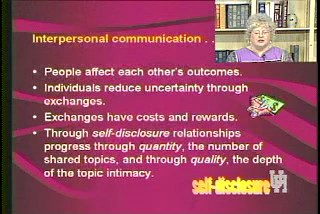 Interpersonal communication . .
• People affect each other's outcomes.
• Individuals reduce uncertainty through
exchanges.
• Exchanges have costs and rewards.
• Through self-disclosure relationships
progress through quantity, the number of
shared topics, and through quality, the depth
of the topic intimacy.
self-disclosure